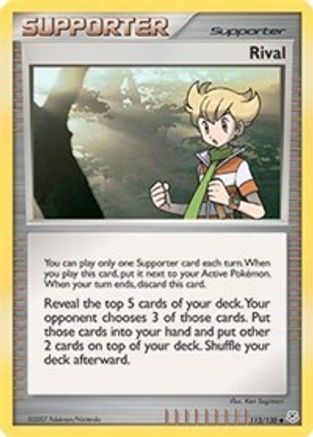 SUPPORTER
Supporter
Rival
You can play only one Supporter card each turn. When
you play this card, put it next to your Active Pokémon.
When your turn ends, discard this card.
Reveal the top 5 cards of your deck. Your
opponent chooses 3 of those cards. Put
those cards into your hand and put other
2 cards on top of your deck. Shuffle your
deck afterward.
Illus. Ken Sugimori
©2007 Pokémon/Nintendo
113/130